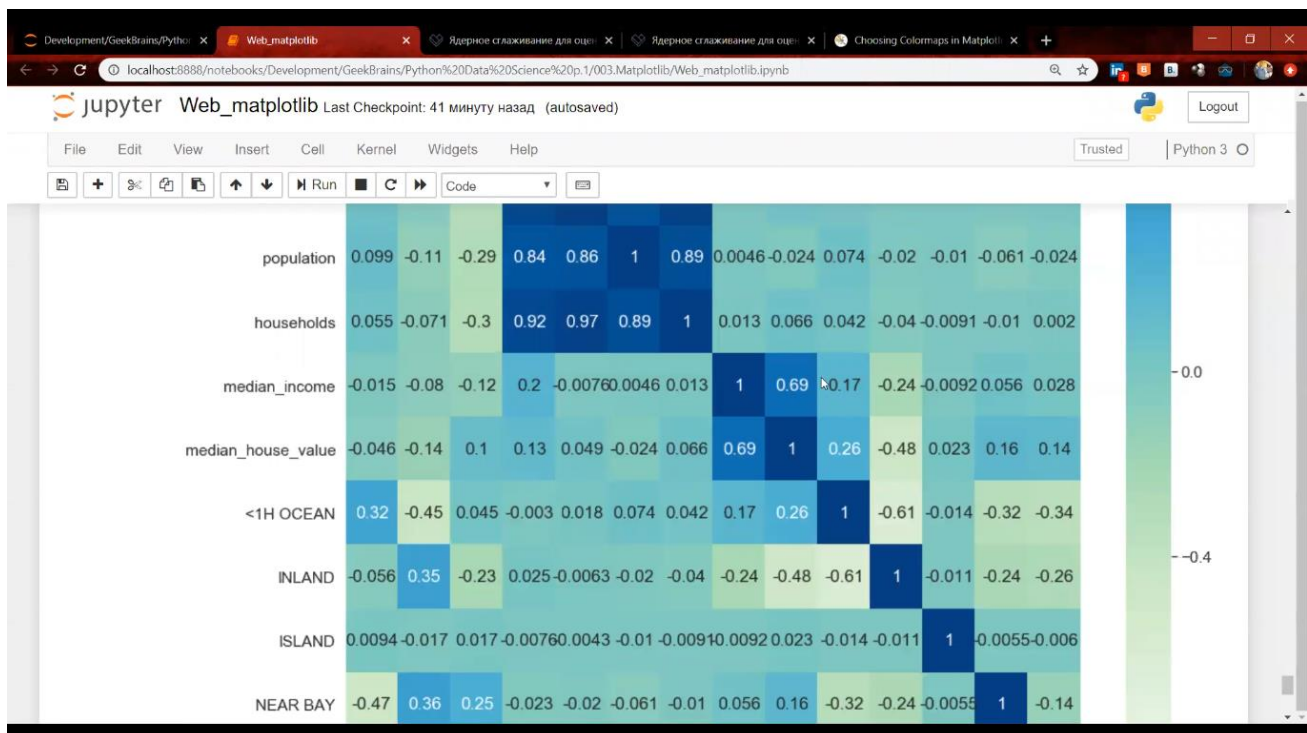 Development/GeekBrains/Pytho
Web_matplotlib
Ядерное сглаживание для оцен
Ядерное сглаживание для оцен
Choosing Colormaps in Matplotli
localhost:8888/notebooks/Development/GeekBrains/Python%20Data%20Science%20p.1/003.Matplotlib/Web_matplotlib.ipynb
jupyter Web_matplotlib Last Checkpoint: 41 минуту назад (autosaved)
Logout
File Edit View Insert Cell Kernel Widgets Help
Trusted
Python 3
Run
Code
population 0.099 -0.11 -0.29 0.84 0.86 1 0.89 0.0046 -0.024 0.074 -0.02 -0.01 -0.061 -0.024
households 0.055 -0.071 -0.3 0.92 0.97 0.89 1 0.013 0.066 0.042 -0.04 -0.0091 -0.01 0.002
median_income -0.015 -0.08 -0.12 0.2 -0.0076 0.0046 0.013 1 0.69 0.17 -0.24 -0.0092 0.056 0.028
0.0
median_house_value -0.046 -0.14 0.1 0.13 0.049 -0.024 0.066 0.69 1 0.26 -0.48 0.023 0.16 0.14
<1H OCEAN 0.32 -0.45 0.045 -0.003 0.018 0.074 0.042 0.17 0.26 1 -0.61 -0.014 -0.32 -0.34
−0.4
INLAND -0.056 0.35 -0.23 0.025 -0.0063 -0.02 -0.04 -0.24 -0.48 -0.61 1 -0.011 -0.24 -0.26
ISLAND 0.0094 -0.017 0.017 -0.0076 0.0043 -0.01 -0.0091 -0.0092 0.023 -0.014 -0.011 1 -0.0055 -0.006
NEAR BAY -0.47 0.36 0.25 -0.023 -0.02 -0.061 -0.01 0.056 0.16 -0.32 -0.24 -0.0055 1 -0.14